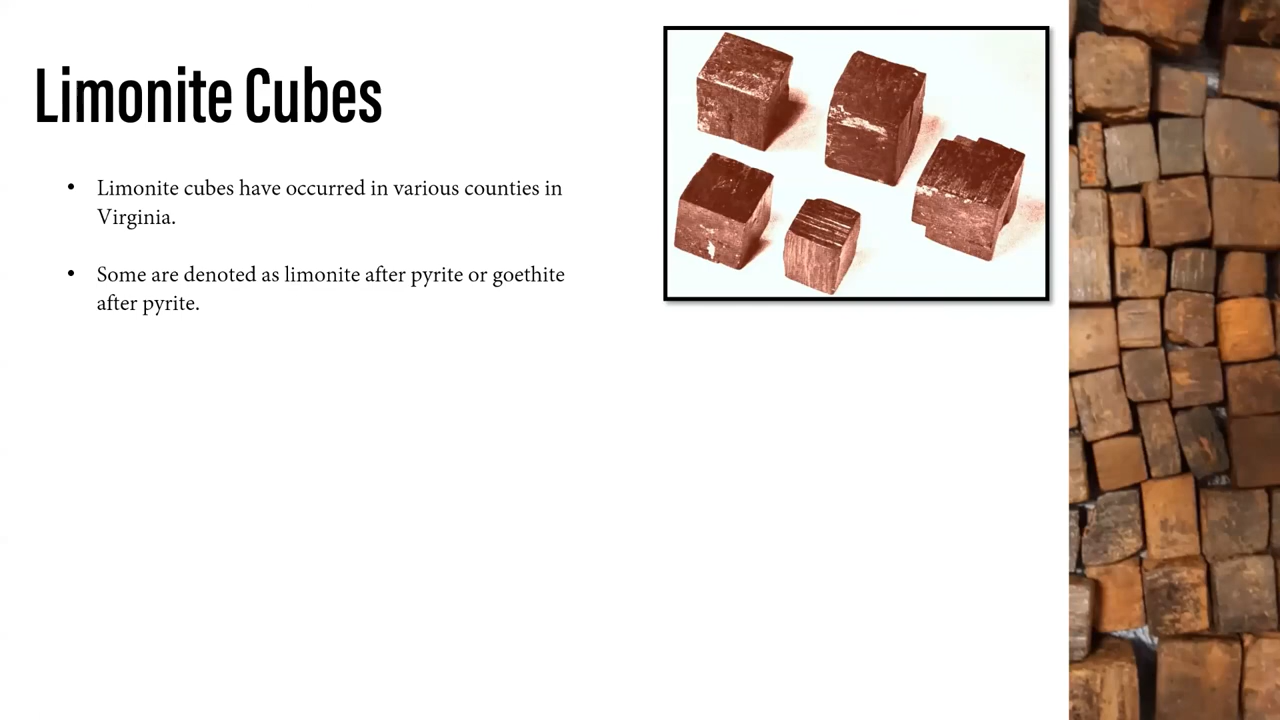 Limonite Cubes
• Limonite cubes have occurred in various counties in
Virginia.
• Some are denoted as limonite after pyrite or goethite
after pyrite.